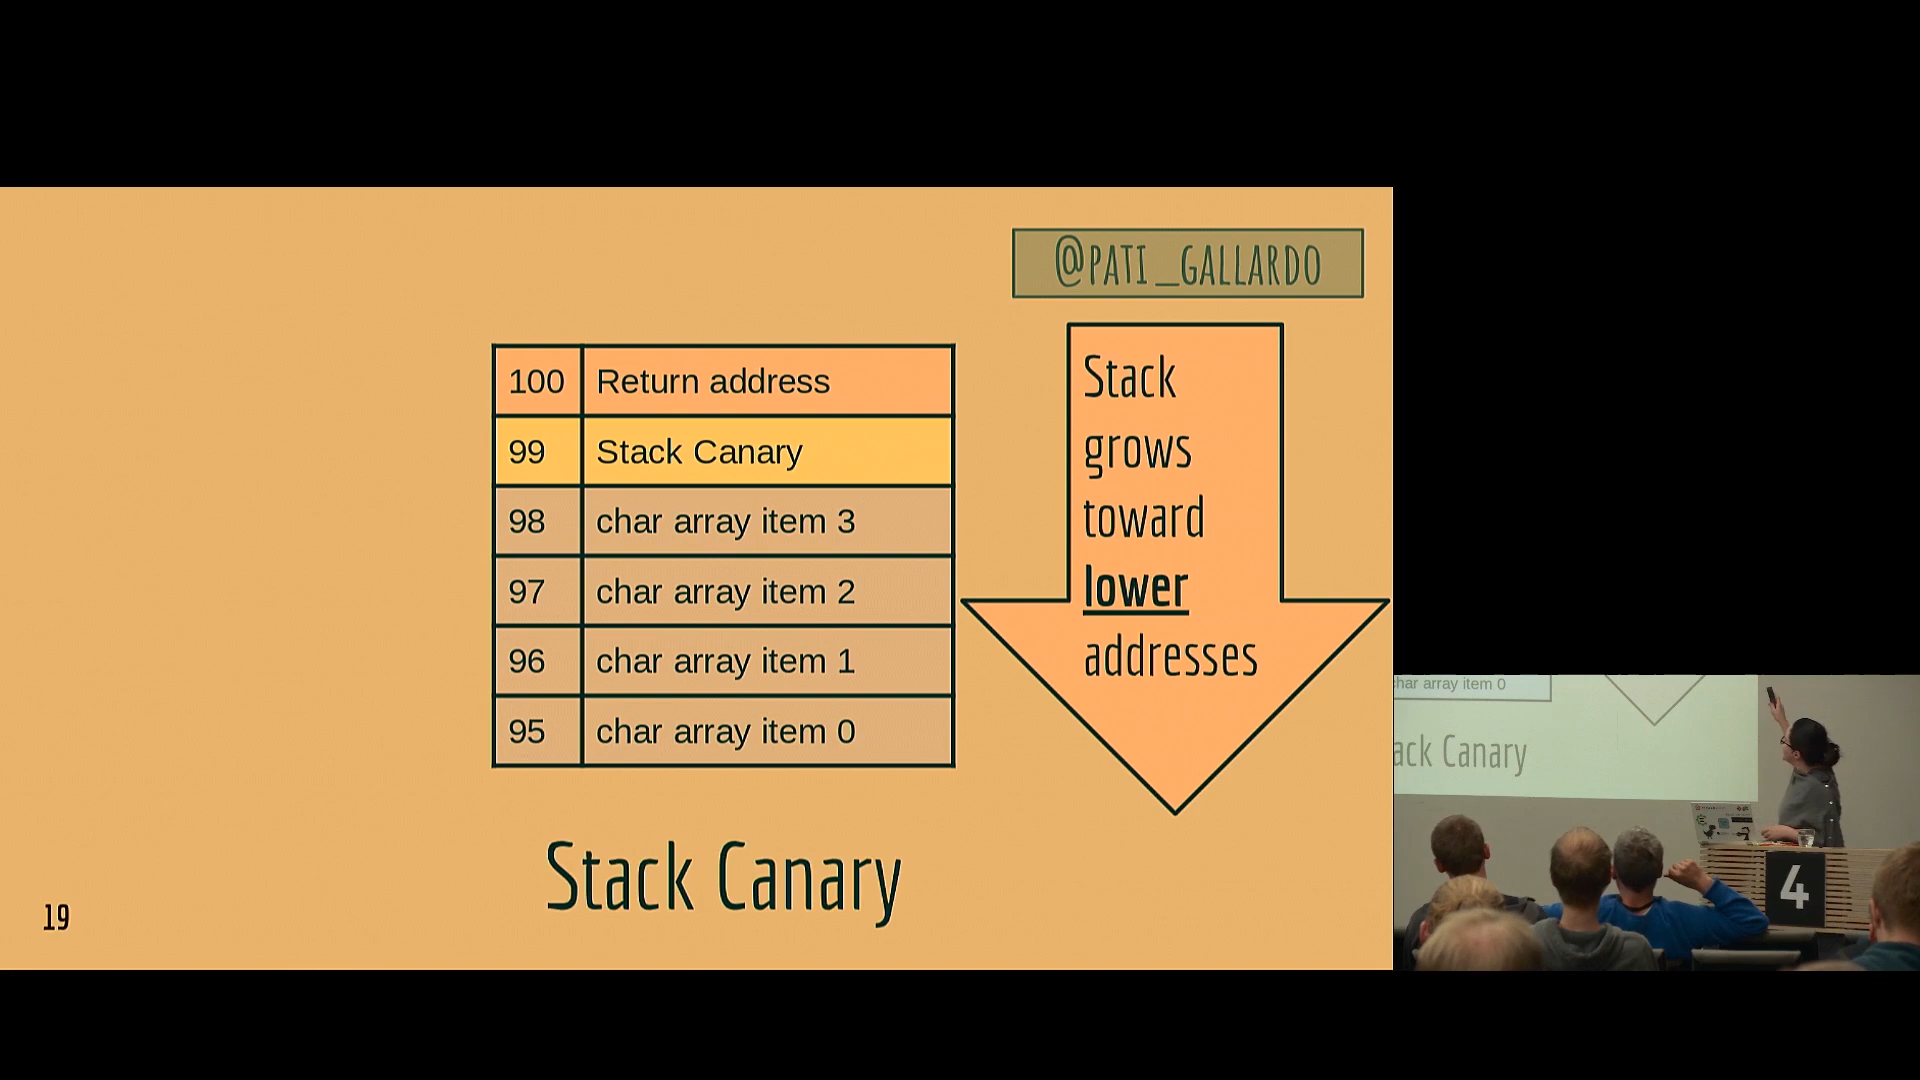 @PATI_GALLARDO
100 Return address
99 Stack Canary
98 char array item 3
97 char array item 2
96 char array item 1
95 char array item 0
Stack
grows
toward
lower
addresses
Stack Canary
19
char array item 0
ack Canary
4